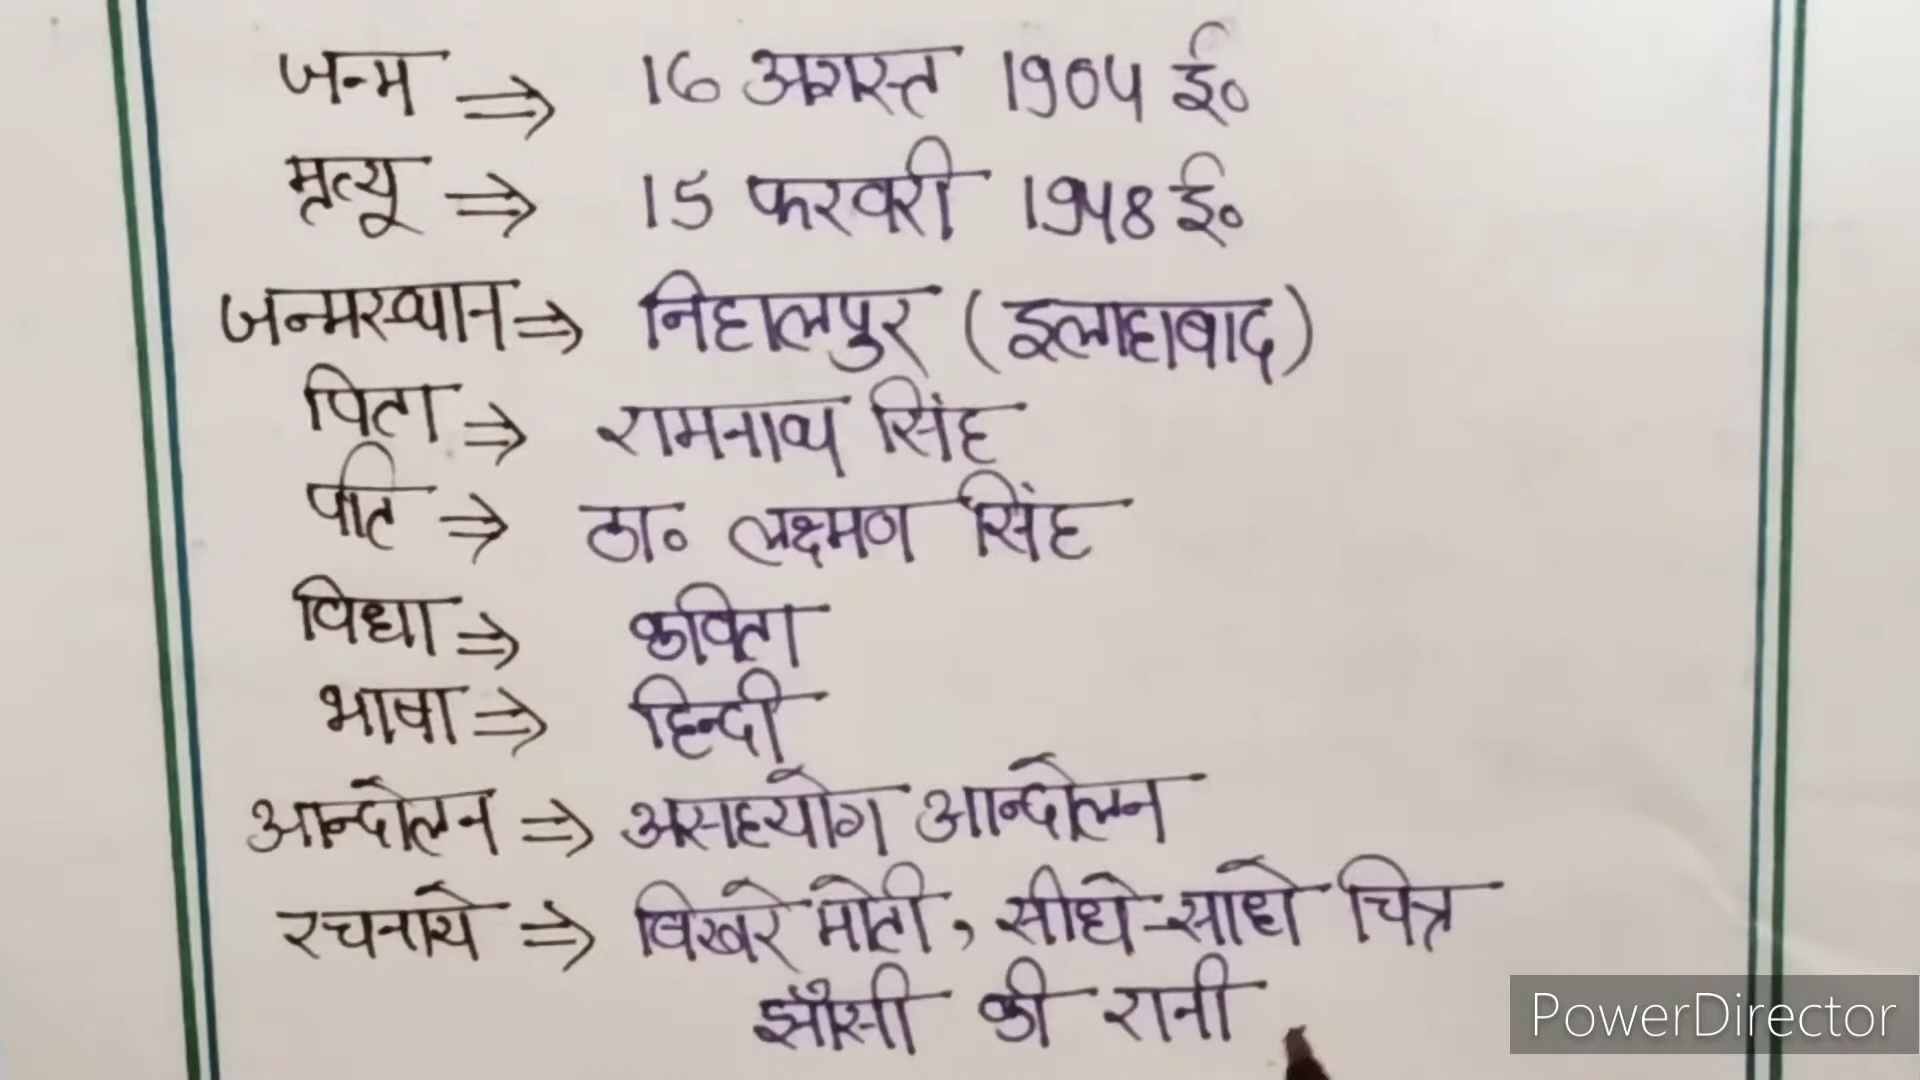 जन्म ⇒ 16 अगस्त 1904 ई०
मृत्यू ⇒ 15 फरवरी 1948 ई०
जन्मस्थान ⇒ निहालपुर (इलाहाबाद)
पिता ⇒ रामनाथ सिंह
पति ⇒ ठा० लक्ष्मण सिंह
विधा ⇒ कविता
भाषा ⇒ हिन्दी
आन्दोलन ⇒ असहयोग आन्दोलन
रचनाये ⇒ बिखरे मोती, सीधे-साधे चित्र
झाँसी की रानी
PowerDirector